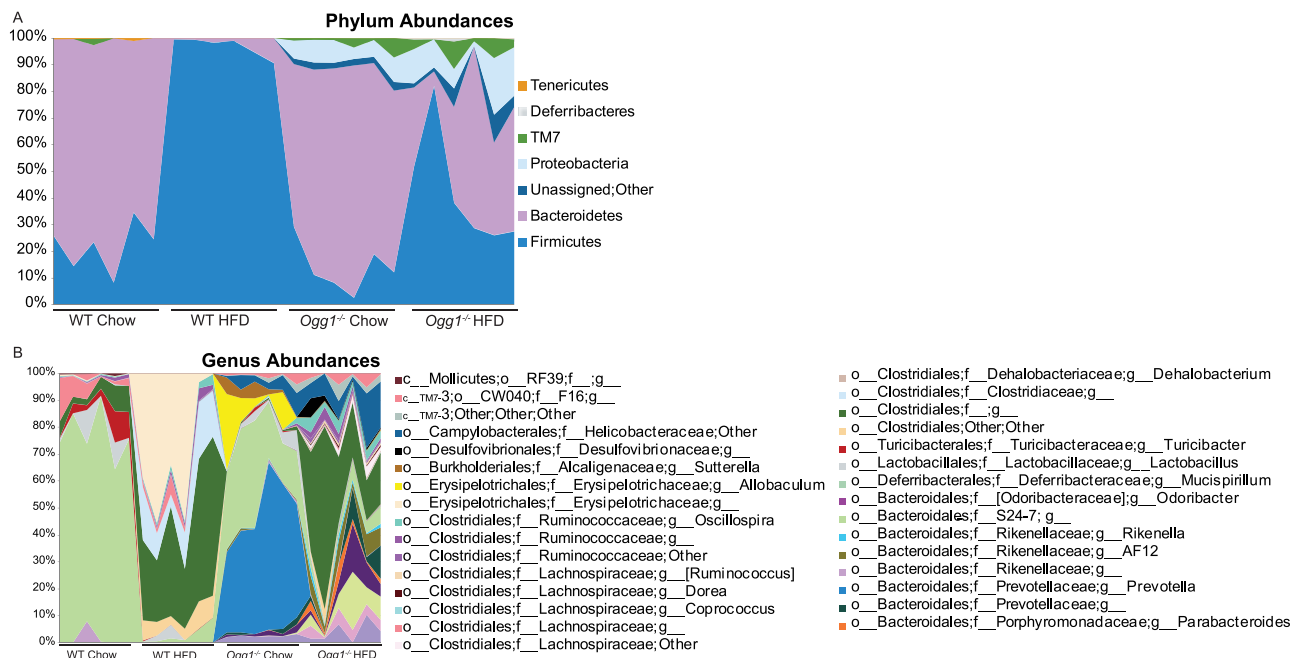 A
Phylum Abundances
100%
90%
80%
70%
60%
50%
40%
30%
20%
10%
0%
WT Chow
WT HFD
Ogg1-/- Chow
Ogg1-/- HFD
Tenericutes
Deferribacteres
TM7
Proteobacteria
Unassigned;Other
Bacteroidetes
Firmicutes
B
Genus Abundances
100%
90%
80%
70%
60%
50%
40%
30%
20%
10%
0%
WT Chow
WT HFD
Ogg1-/- Chow
Ogg1-/- HFD
c__Mollicutes;o__RF39;f__;g__
c__TM7-3;o__CW040;f__F16;g__
c__TM7-3;Other;Other;Other
o__Campylobacterales;f__Helicobacteraceae;Other
o__Desulfovibrionales;f__Desulfovibrionaceae;g__
o__Burkholderiales;f__Alcaligenaceae;g__Sutterella
o__Erysipelotrichales;f__Erysipelotrichaceae;g__Allobaculum
o__Erysipelotrichales;f__Erysipelotrichaceae;g__
o__Clostridiales;f__Ruminococcaceae;g__Oscillospira
o__Clostridiales;f__Ruminococcaceae;g__
o__Clostridiales;f__Ruminococcaceae;Other
o__Clostridiales;f__Lachnospiraceae;g__[Ruminococcus]
o__Clostridiales;f__Lachnospiraceae;g__Dorea
o__Clostridiales;f__Lachnospiraceae;g__Coprococcus
o__Clostridiales;f__Lachnospiraceae;g__
o__Clostridiales;f__Lachnospiraceae;Other
o__Clostridiales;f__Dehalobacteriaceae;g__Dehalobacterium
o__Clostridiales;f__Clostridiaceae;g__
o__Clostridiales;f__;g__
o__Clostridiales;Other;Other
o__Turicibacterales;f__Turicibacteraceae;g__Turicibacter
o__Lactobacillales;f__Lactobacillaceae;g__Lactobacillus
o__Deferribacterales;f__Deferribacteraceae;g__Mucispirillum
o__Bacteroidales;f__[Odoribacteraceae];g__Odoribacter
o__Bacteroidales;f__S24-7; g__
o__Bacteroidales;f__Rikenellaceae;g__Rikenella
o__Bacteroidales;f__Rikenellaceae;g__AF12
o__Bacteroidales;f__Rikenellaceae;g__
o__Bacteroidales;f__Prevotellaceae;g__Prevotella
o__Bacteroidales;f__Prevotellaceae;g__
o__Bacteroidales;f__Porphyromonadaceae;g__Parabacteroides